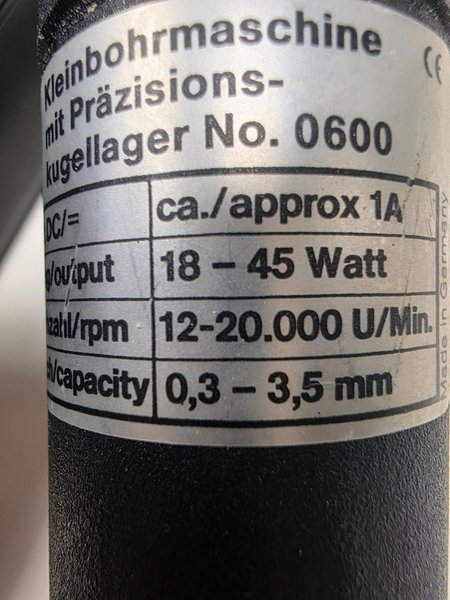 Kleinbohrmaschine CE
mit Präzisions-
kugellager No. 0600
DC/= ca./approx 1A
g/output 18 – 45 Watt
zahl/rpm 12-20.000 U/Min.
h/capacity 0,3 – 3,5 mm
Made in Germany